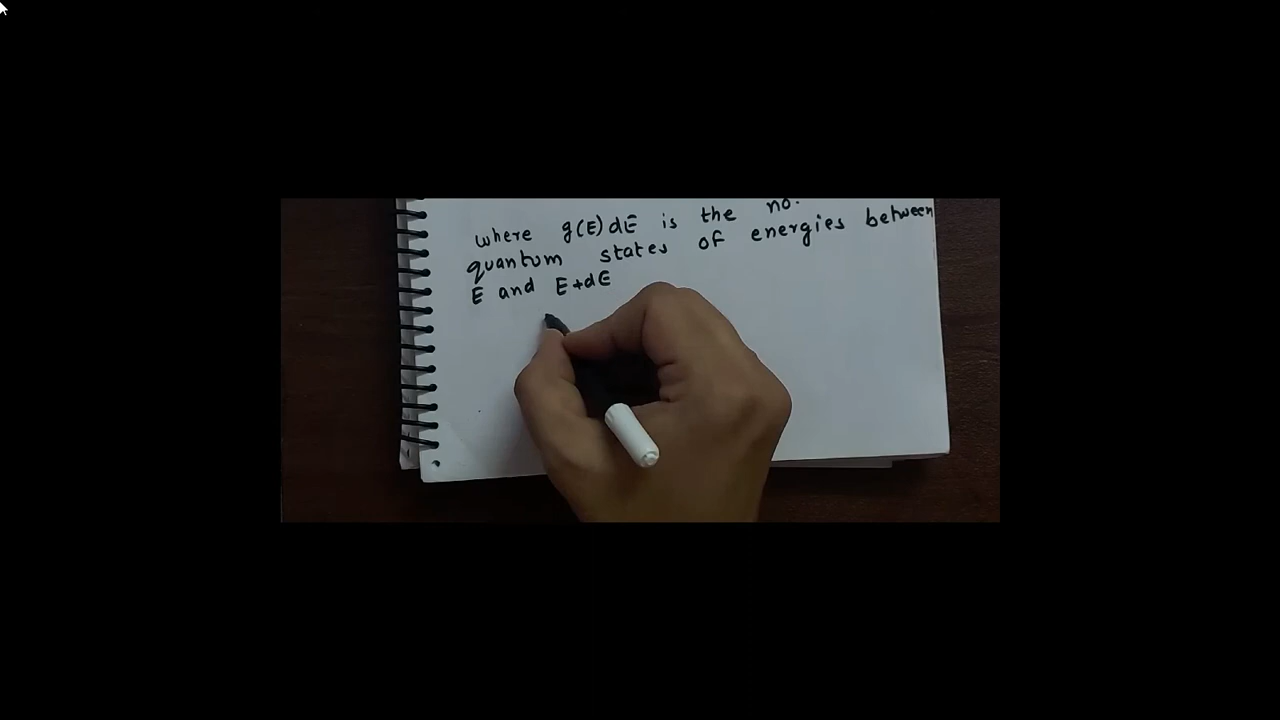 where g(E)dE is the no.
quantum states of energies between
E and E+dE